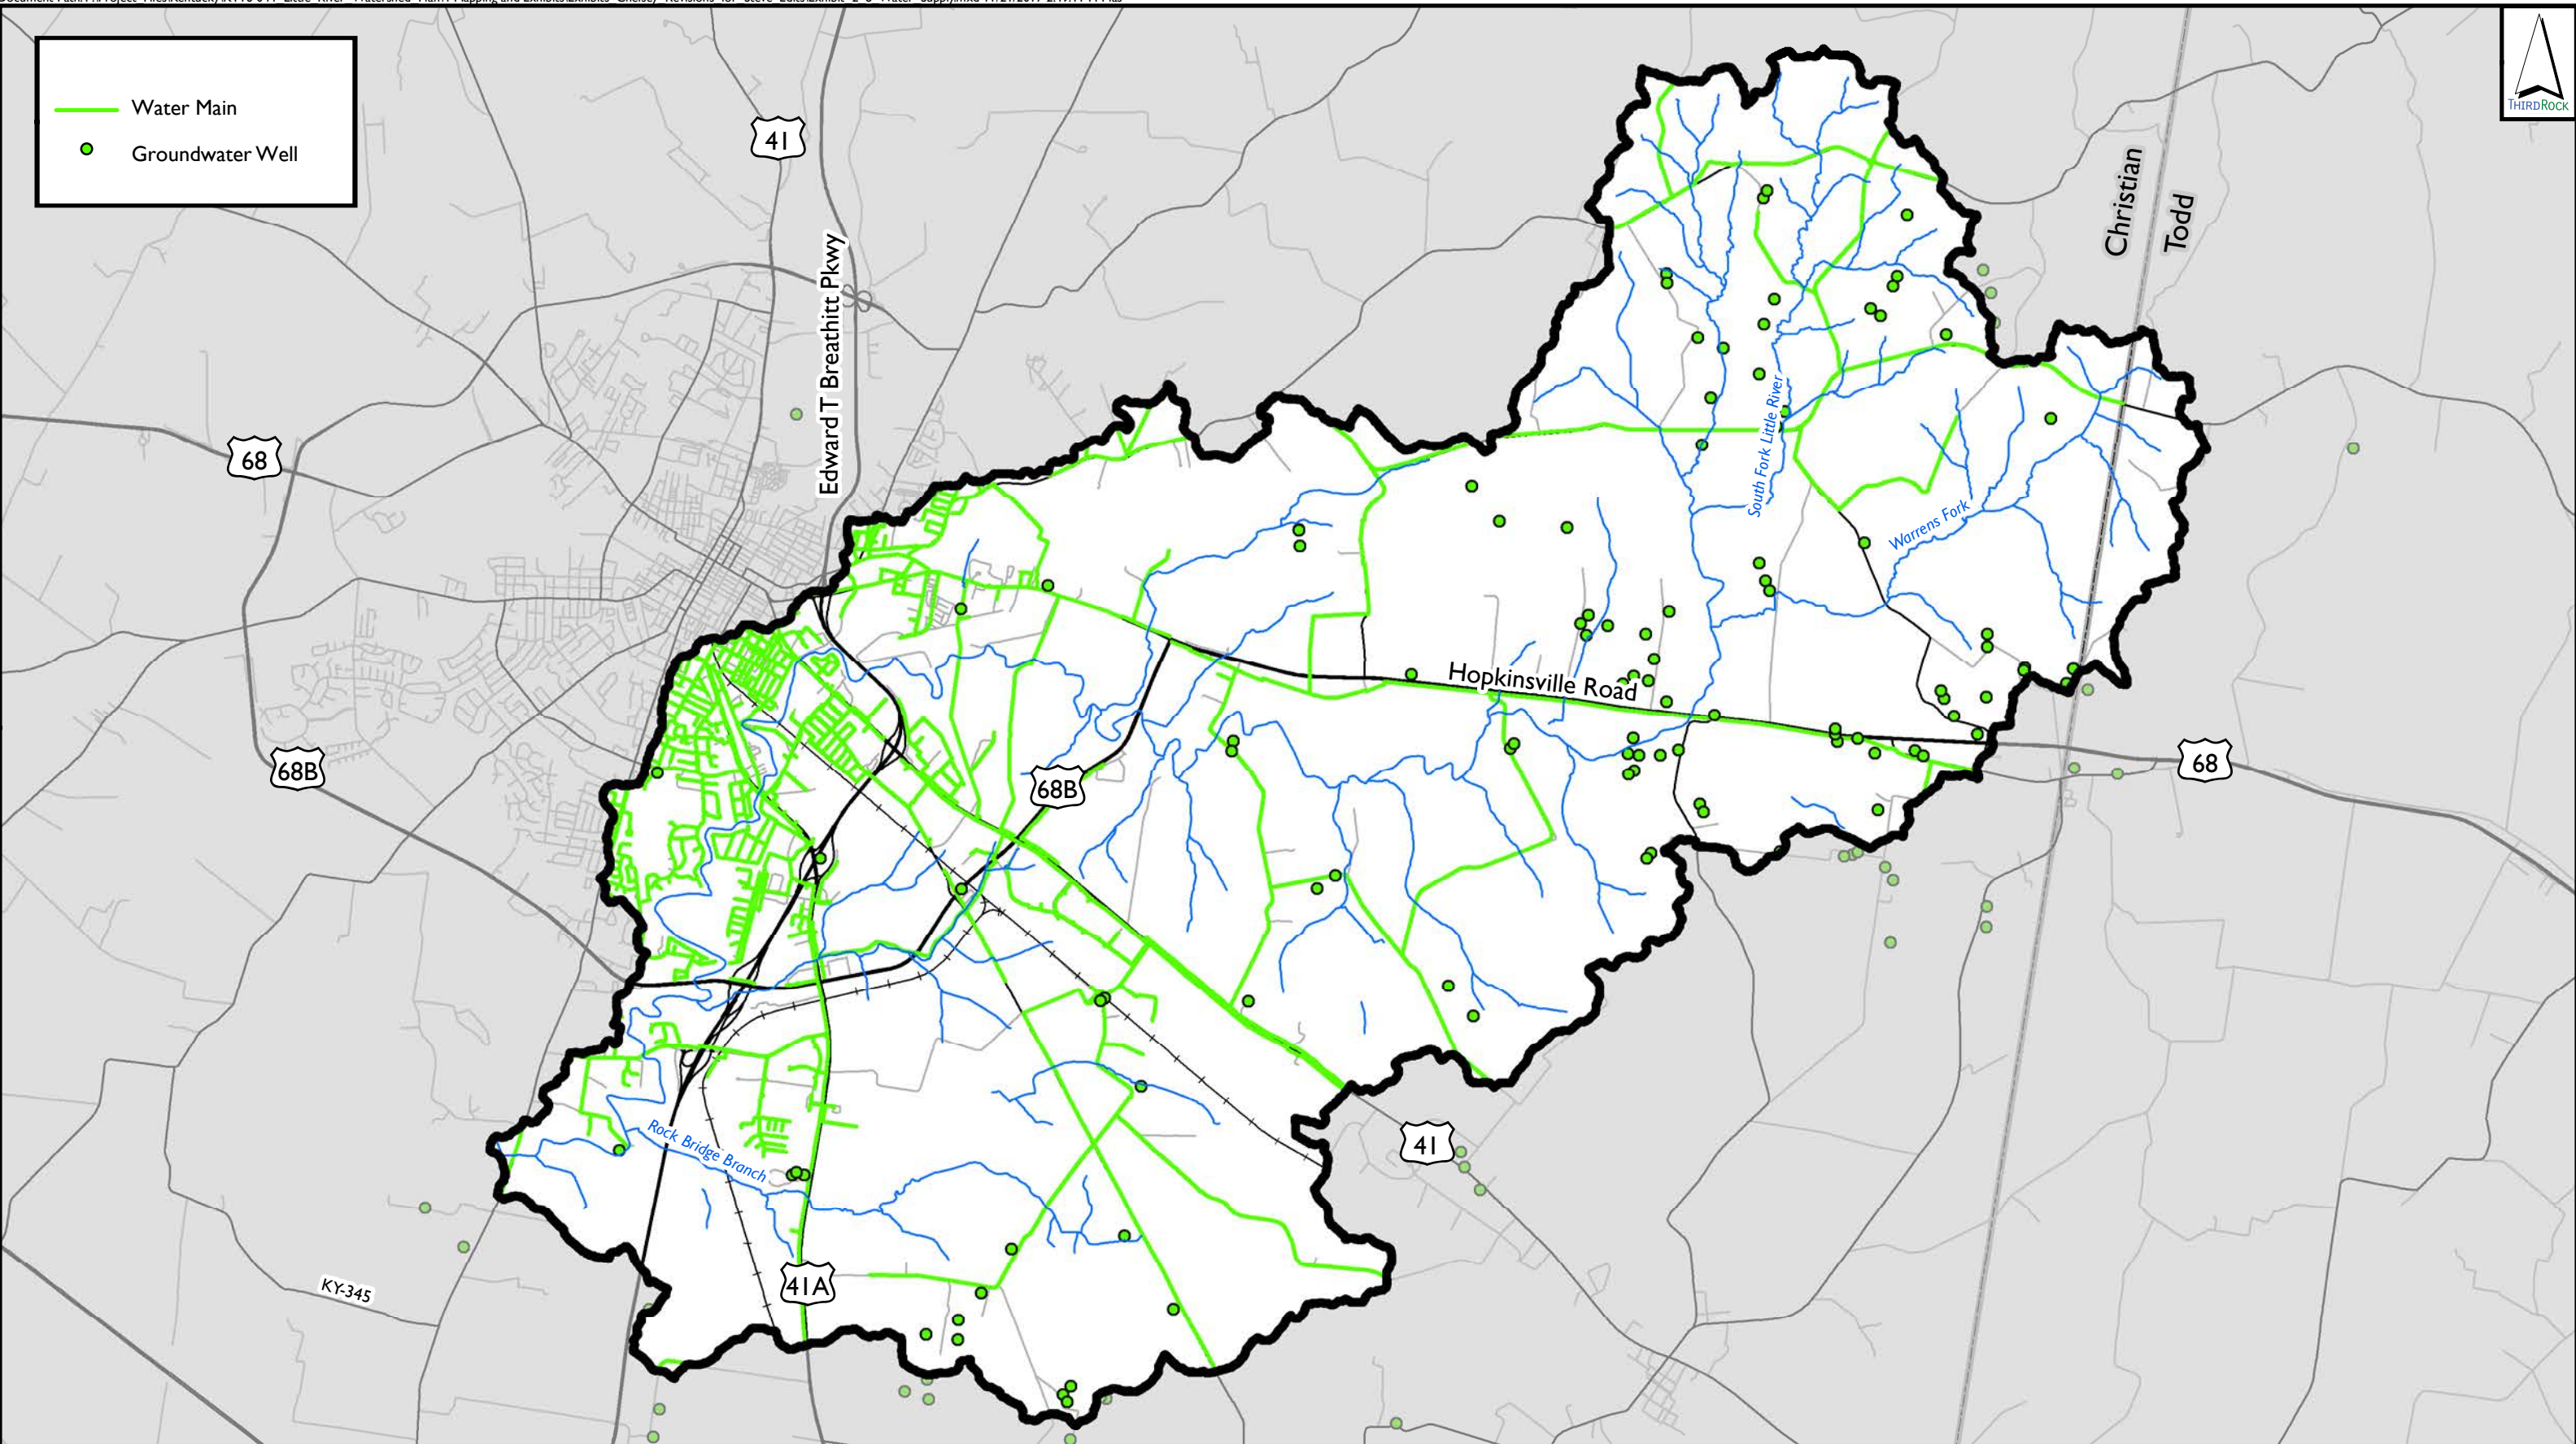 Water Main
Groundwater Well
THIRDROCK
41
Edward T Breathitt Pkwy
Christian
Todd
68
South Fork Little River
Warrens Fork
Hopkinsville Road
68B
68B
68
41
Rock Bridge Branch
41A
KY-345